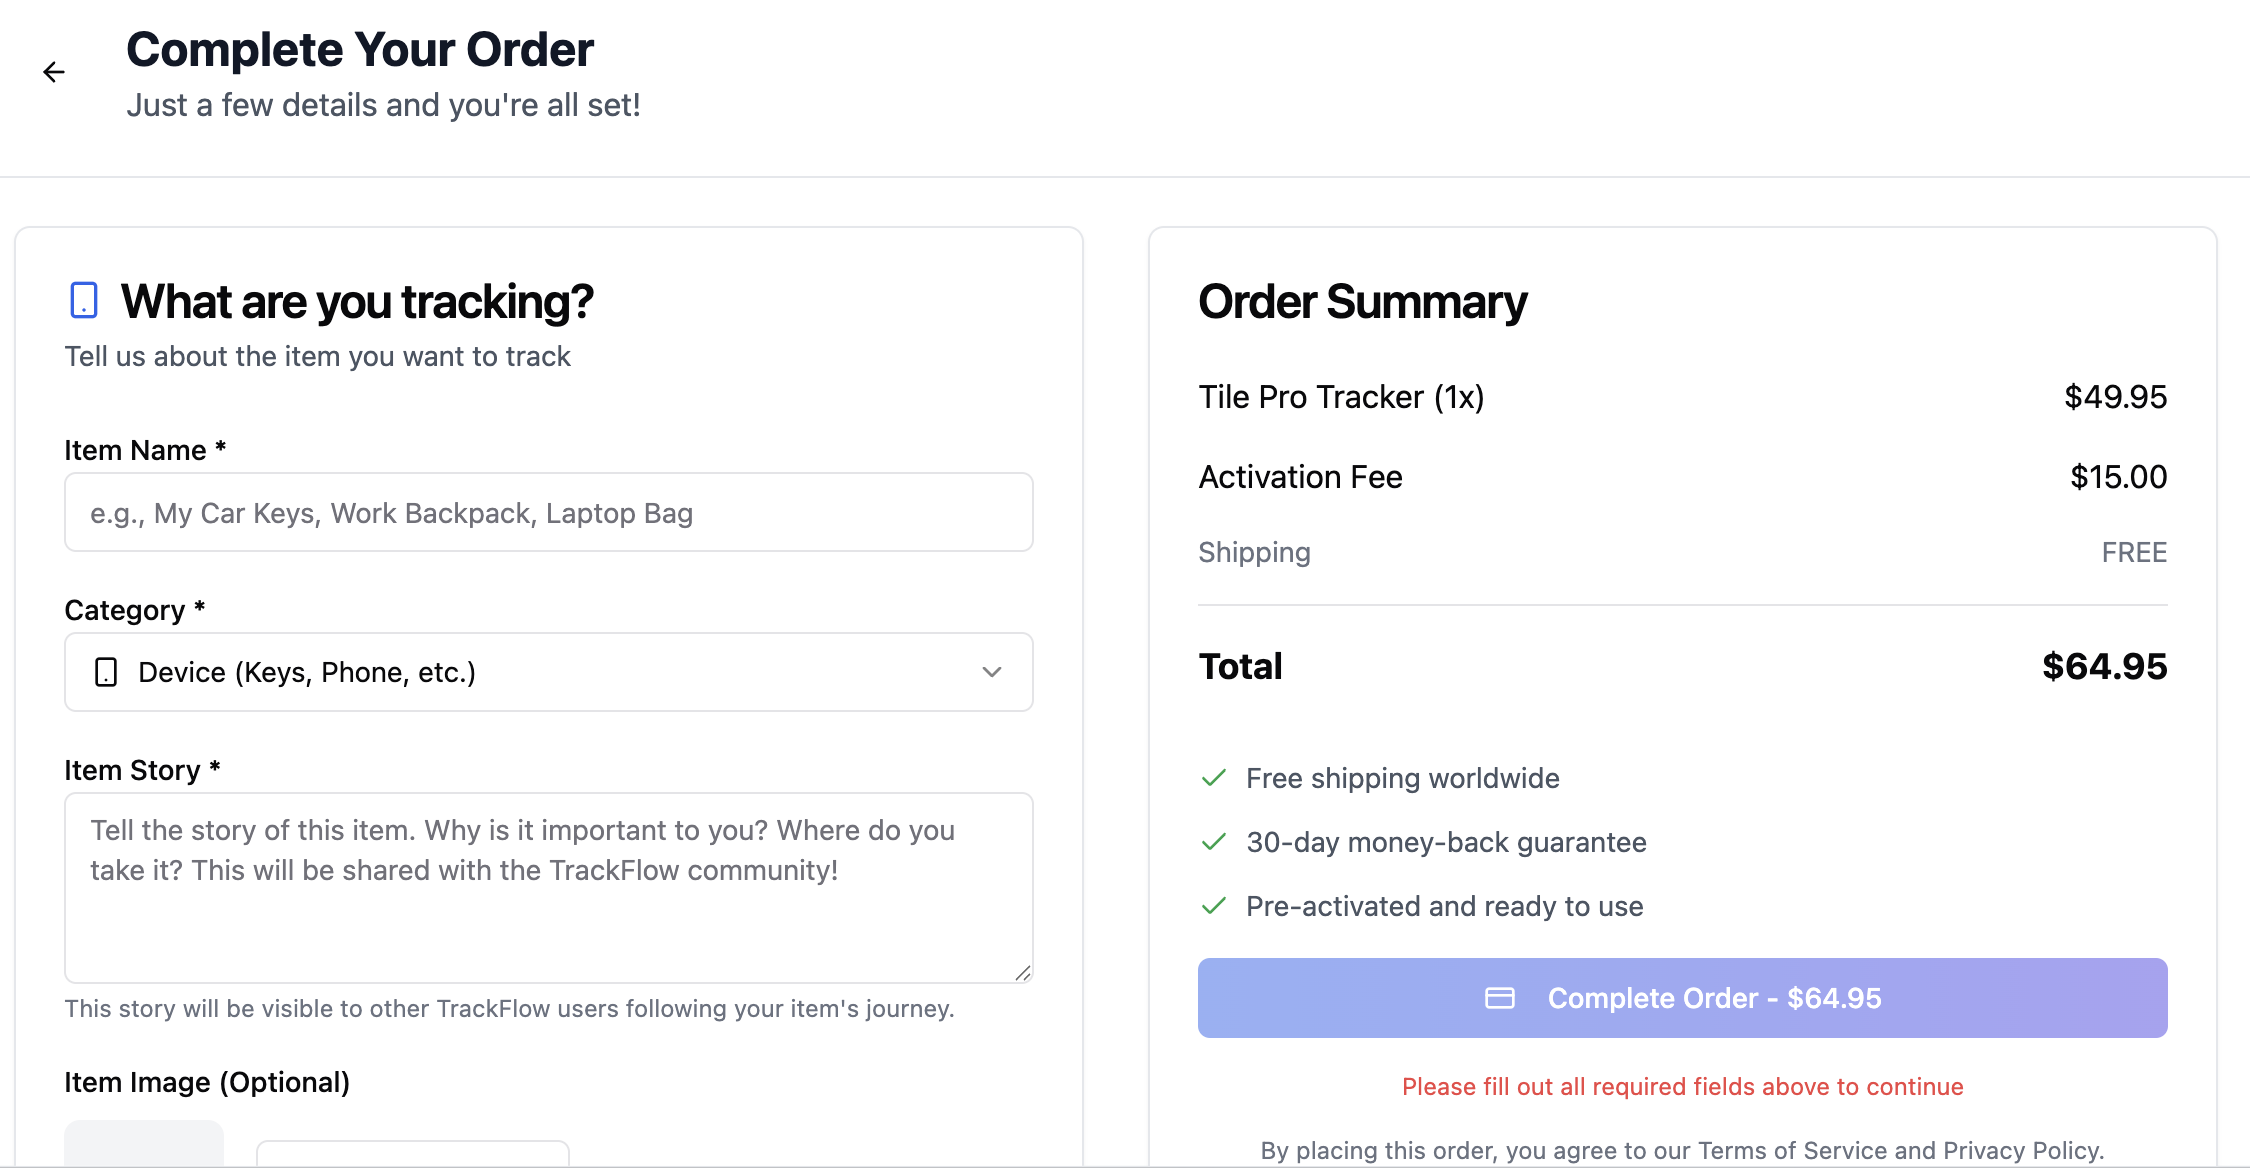 Complete Your Order
Just a few details and you're all set!
What are you tracking?
Tell us about the item you want to track
Item Name *
e.g., My Car Keys, Work Backpack, Laptop Bag
Category *
Device (Keys, Phone, etc.)
Item Story *
Tell the story of this item. Why is it important to you? Where do you
take it? This will be shared with the TrackFlow community!
This story will be visible to other TrackFlow users following your item's journey.
Item Image (Optional)
Order Summary
Tile Pro Tracker (1x) $49.95
Activation Fee $15.00
Shipping FREE
Total $64.95
Free shipping worldwide
30-day money-back guarantee
Pre-activated and ready to use
Complete Order - $64.95
Please fill out all required fields above to continue
By placing this order, you agree to our Terms of Service and Privacy Policy.